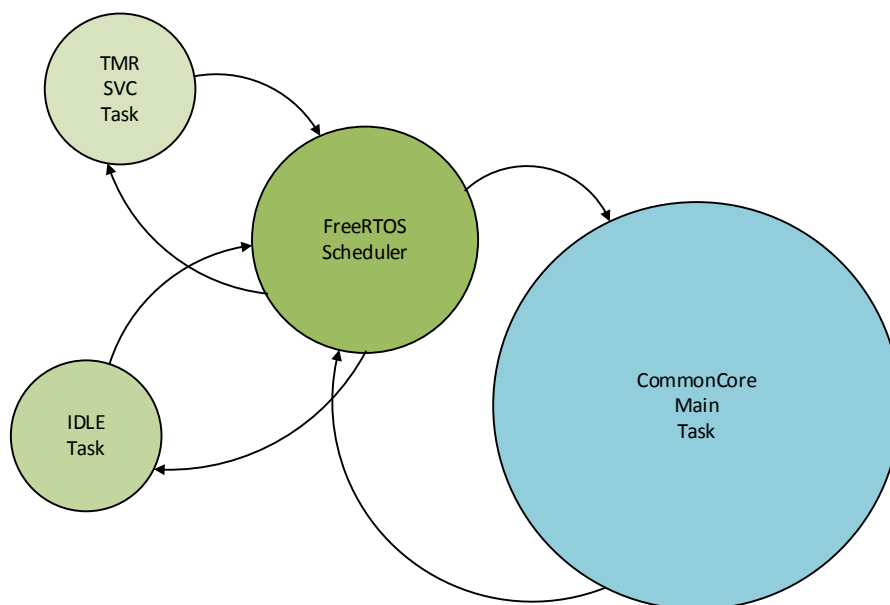 TMR
SVC
Task
FreeRTOS
Scheduler
CommonCore
Main
Task
IDLE
Task